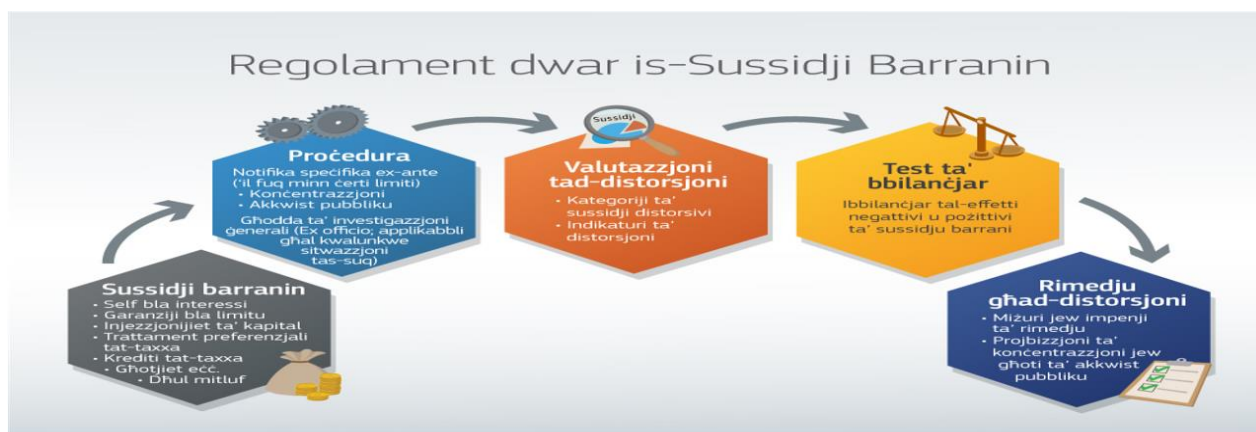 Regolament dwar is-Sussidji Barranin
Sussidji barranin
• Self bla interessi
• Garanziji bla limitu
• Injezzjonijiet ta' kapital
• Trattament preferenzjali
tat-taxxa
• Krediti tat-taxxa
• Għotjiet eċċ.
• Dħul mitluf
Proċedura
Notifika speċifika ex-ante
('il fuq minn ċerti limiti)
• Konċentrazzjoni
• Akkwist pubbliku
Għodda ta' investigazzjoni
ġenerali (Ex officio; applikabbli
għal kwalunkwe
sitwazzjoni
tas-suq)
Sussidji
Valutazzjoni
tad-distorsjoni
• Kategoriji ta'
sussidji distorsivi
• Indikaturi ta'
distorsjoni
Test ta'
bbilanċjar
Ibbilanċjar tal-effetti
negattivi u pożittivi
ta' sussidju barrani
Rimedju
għad-distorsjoni
• Miżuri jew impenji
ta' rimedju
• Projbizzjoni ta'
konċentrazzjoni jew
għoti ta' akkwist
pubbliku